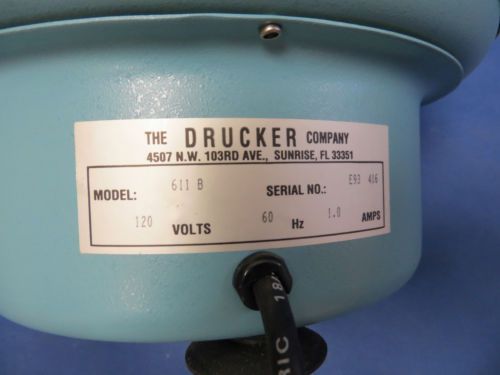 THE DRUCKER COMPANY
4507 N.W. 103RD AVE., SUNRISE, FL 33351
MODEL: 611 B SERIAL NO.: E93 416
120 VOLTS 60 Hz 1.0 AMPS